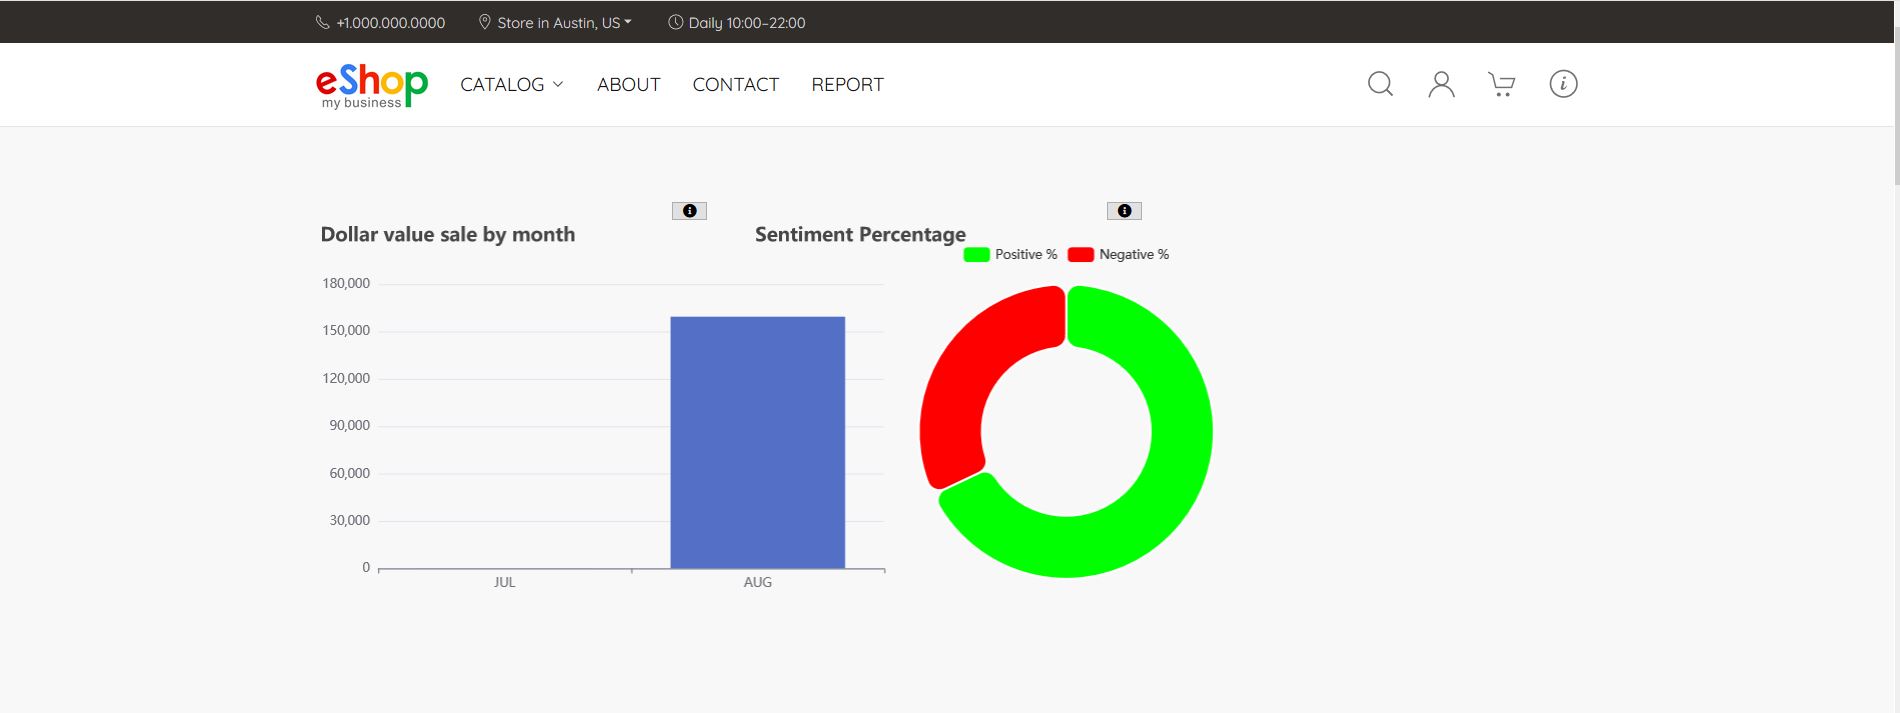 +1.000.000.0000 Store in Austin, US Daily 10:00–22:00
eShop
my business
CATALOG ABOUT CONTACT REPORT
Dollar value sale by month
180,000
150,000
120,000
90,000
60,000
30,000
0
JUL AUG
Sentiment Percentage
Positive % Negative %